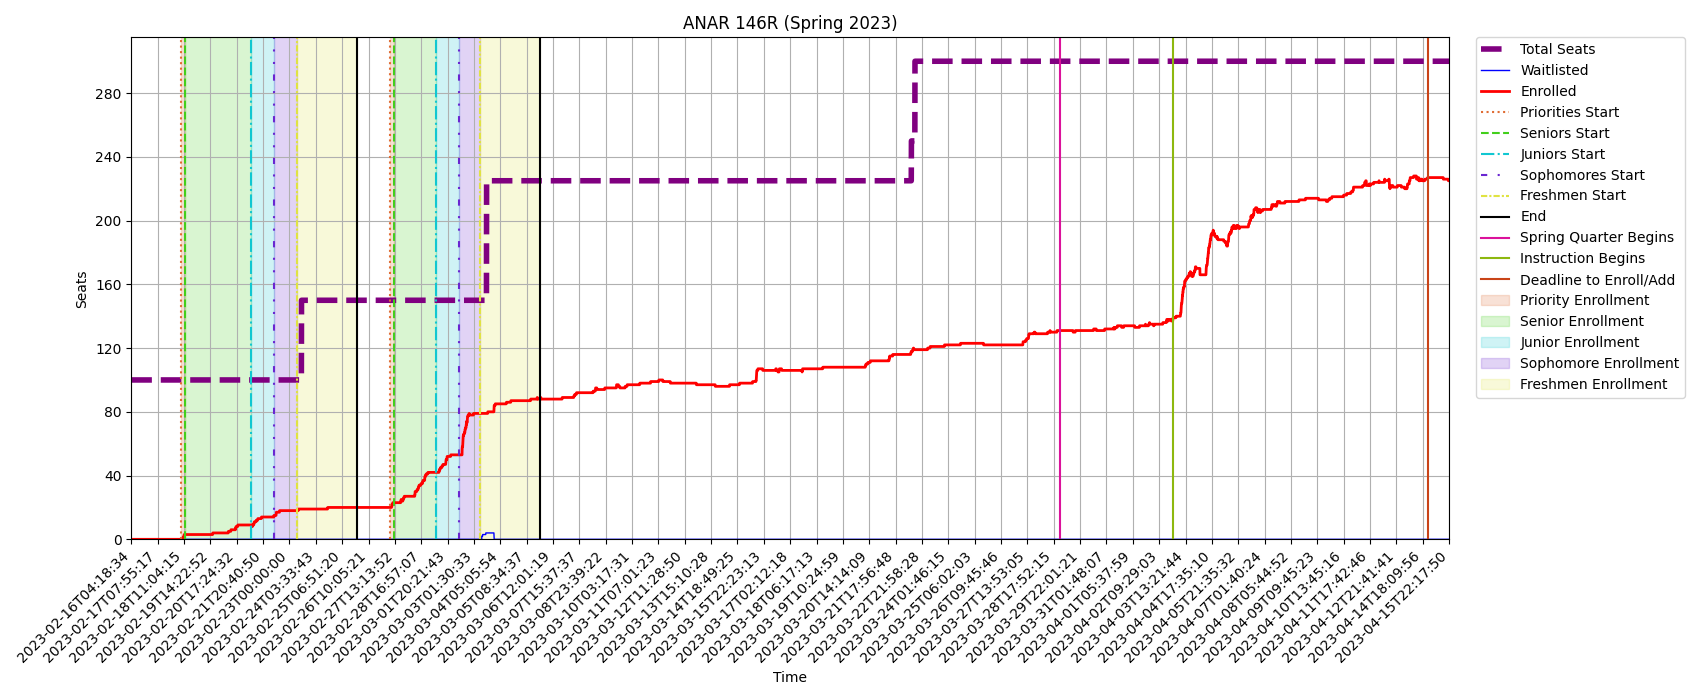 ANAR 146R (Spring 2023)
Total Seats
Waitlisted
Enrolled
Priorities Start
Seniors Start
Juniors Start
Sophomores Start
Freshmen Start
End
Spring Quarter Begins
Instruction Begins
Deadline to Enroll/Add
Priority Enrollment
Senior Enrollment
Junior Enrollment
Sophomore Enrollment
Freshmen Enrollment
Seats
280
240
200
160
120
80
40
0
2023-02-16T04:18:34
2023-02-17T07:55:17
2023-02-18T11:04:15
2023-02-19T14:22:52
2023-02-20T17:24:32
2023-02-21T20:40:50
2023-02-23T00:00:00
2023-02-24T03:33:43
2023-02-25T06:51:20
2023-02-26T10:05:21
2023-02-27T13:13:52
2023-02-28T16:57:07
2023-03-01T20:21:43
2023-03-03T01:30:33
2023-03-04T05:05:54
2023-03-05T08:34:37
2023-03-06T12:01:19
2023-03-07T15:37:37
2023-03-08T23:39:22
2023-03-10T03:17:31
2023-03-11T07:01:23
2023-03-12T11:28:50
2023-03-13T15:10:28
2023-03-14T18:49:25
2023-03-15T22:23:13
2023-03-17T02:12:18
2023-03-18T06:17:13
2023-03-19T10:24:59
2023-03-20T14:14:09
2023-03-21T17:56:48
2023-03-22T21:58:28
2023-03-24T01:46:15
2023-03-25T06:02:03
2023-03-26T09:45:46
2023-03-27T13:53:05
2023-03-28T17:52:15
2023-03-29T22:01:21
2023-03-31T01:48:07
2023-04-01T05:37:59
2023-04-02T09:29:03
2023-04-03T13:21:44
2023-04-04T17:35:10
2023-04-05T21:35:32
2023-04-07T01:40:24
2023-04-08T05:44:52
2023-04-09T09:45:23
2023-04-10T13:45:16
2023-04-11T17:42:46
2023-04-12T21:41:41
2023-04-14T18:09:56
2023-04-15T22:17:50
Time